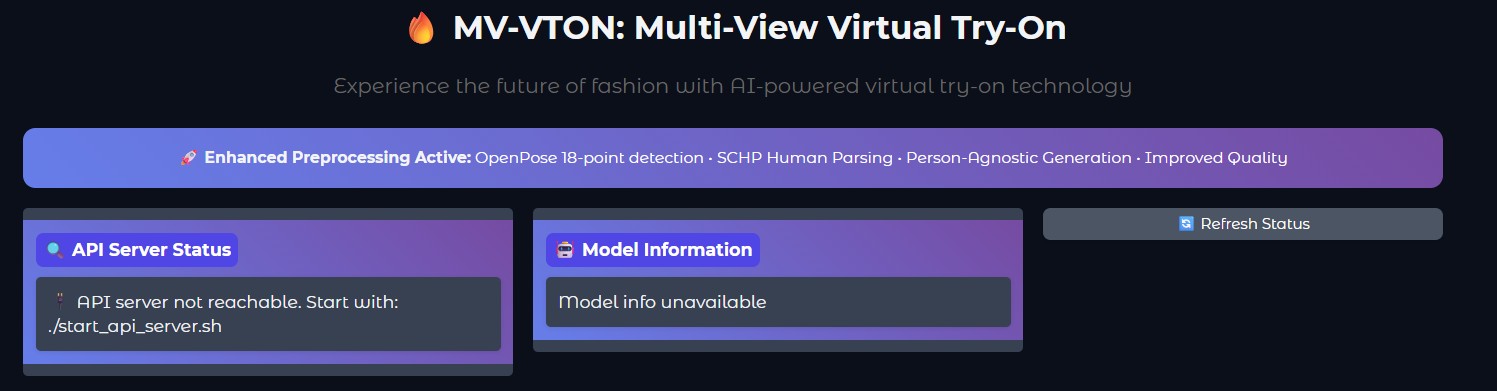 MV-VTON: Multi-View Virtual Try-On
Experience the future of fashion with AI-powered virtual try-on technology
Enhanced Preprocessing Active: OpenPose 18-point detection • SCHP Human Parsing • Person-Agnostic Generation • Improved Quality
API Server Status
API server not reachable. Start with:
./start_api_server.sh
Model Information
Model info unavailable
Refresh Status